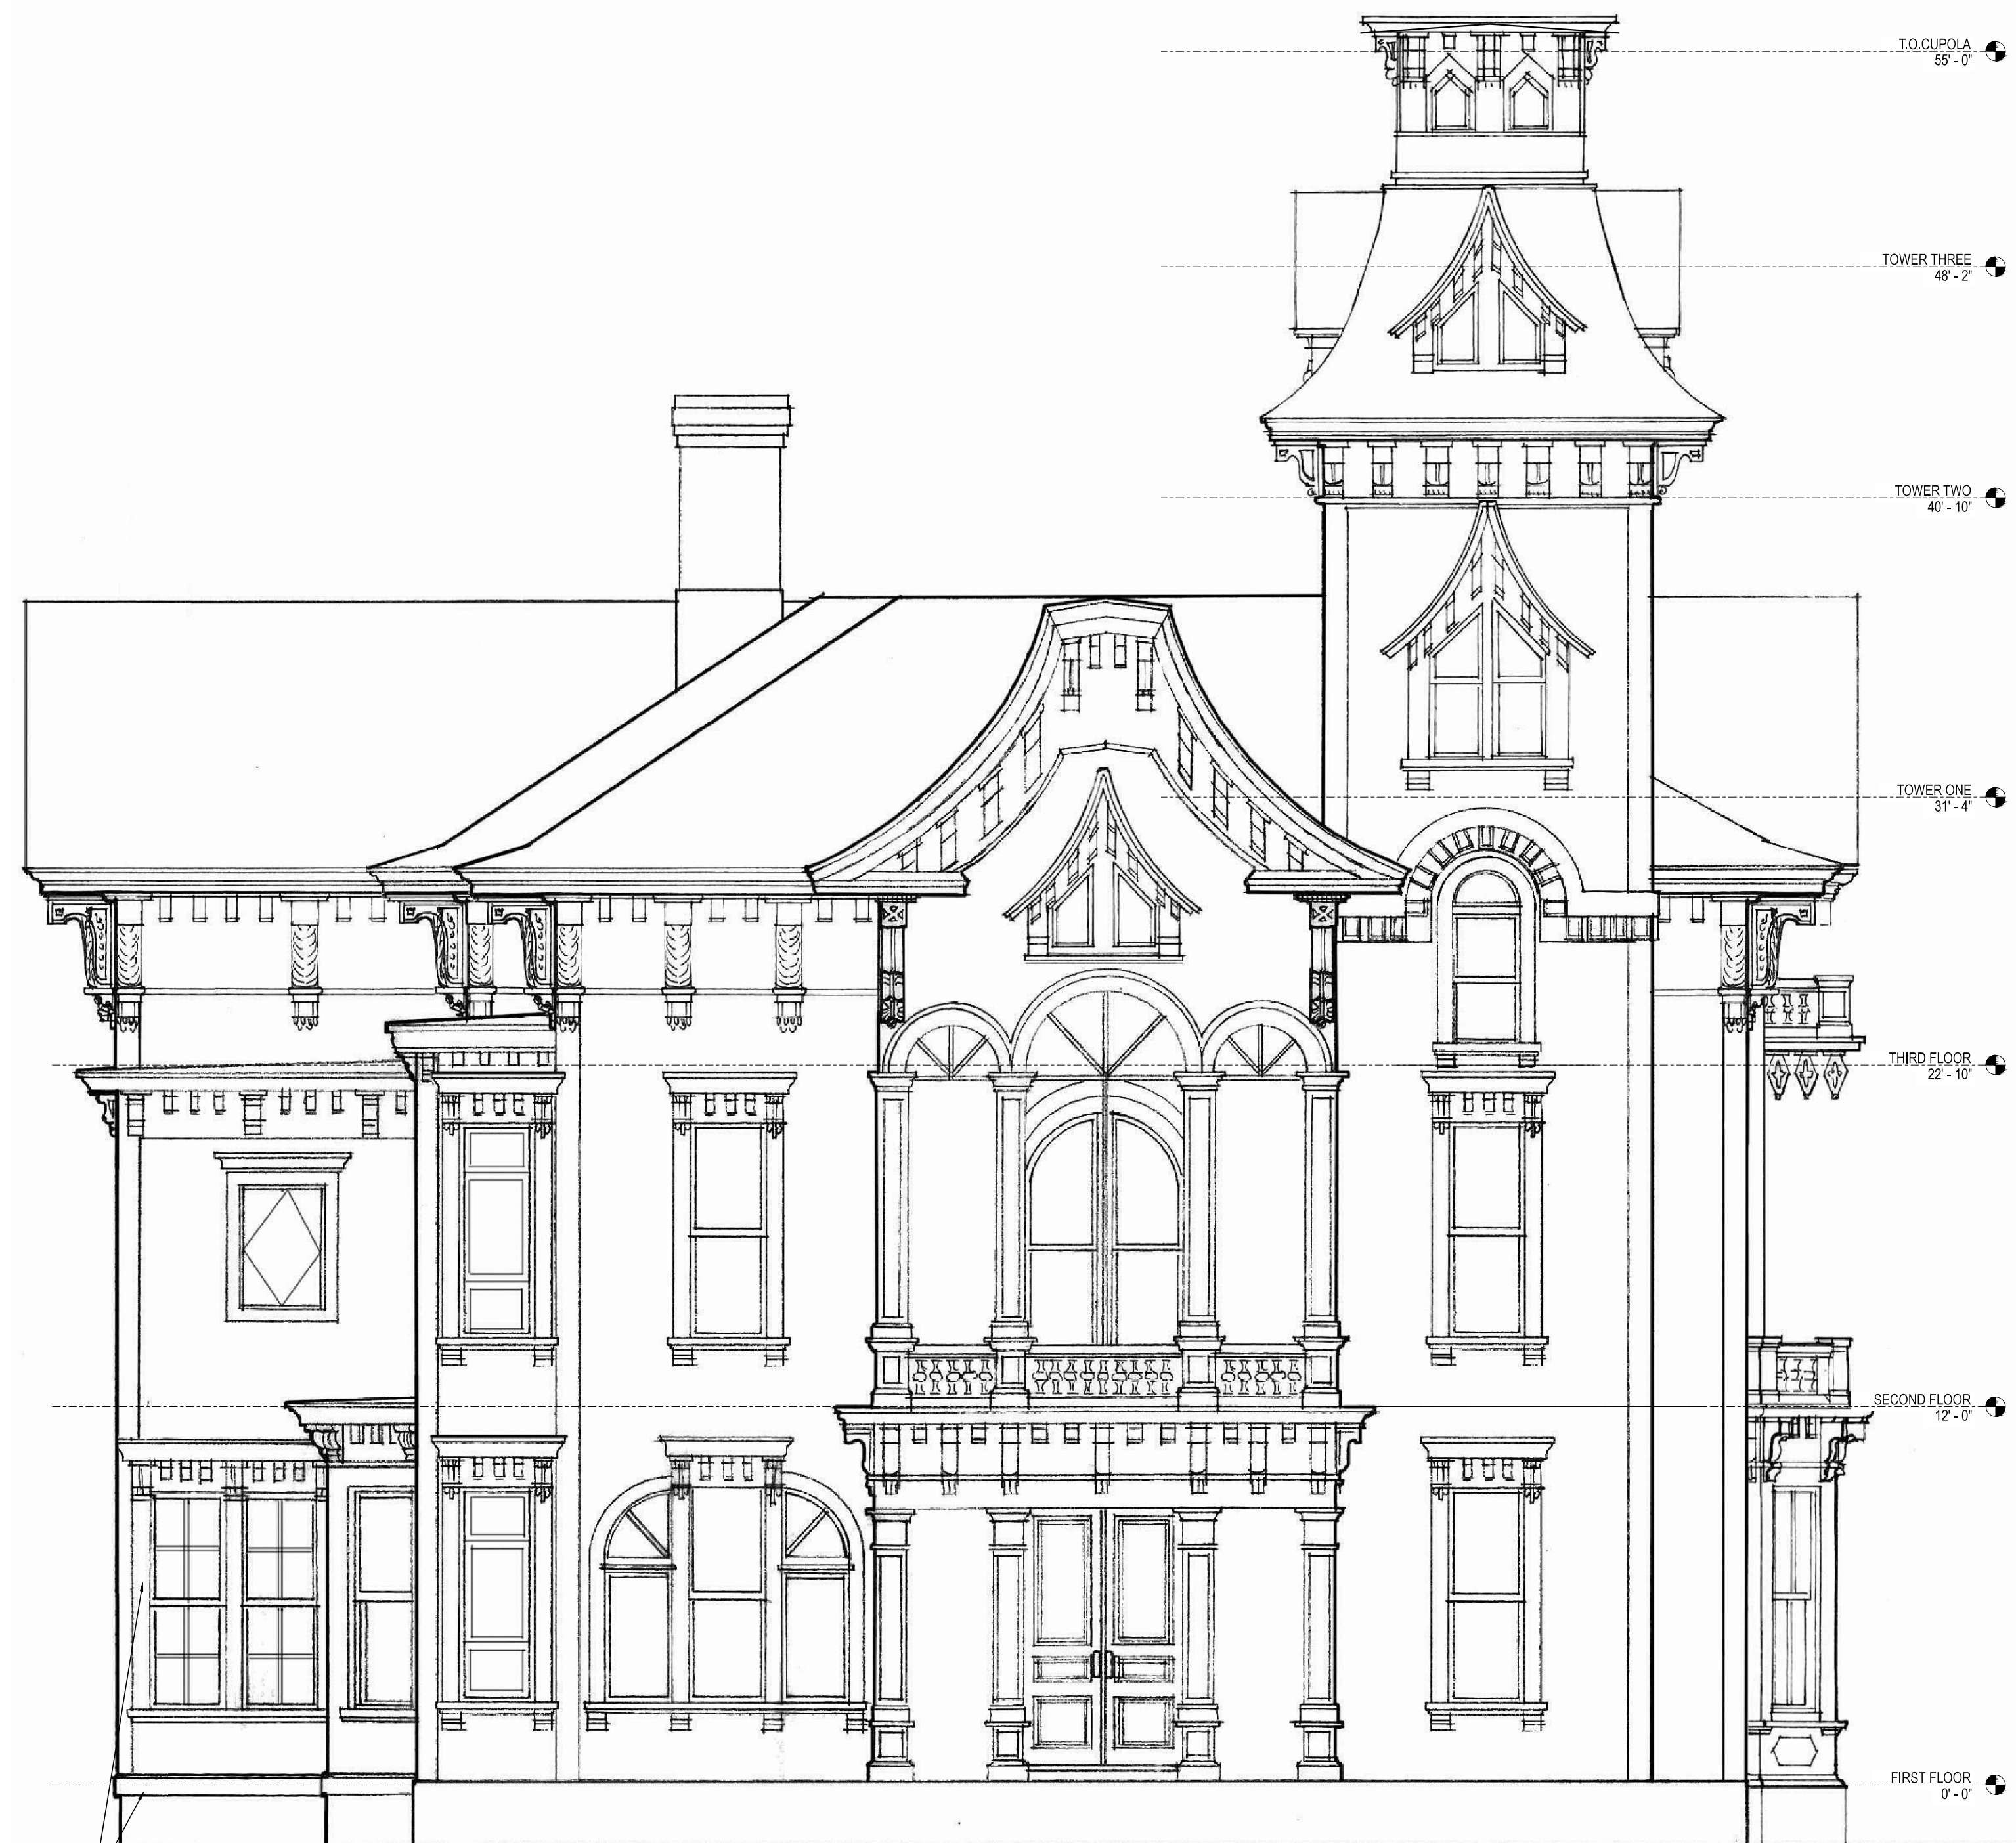 T.O.CUPOLA
55' - 0"
TOWER THREE
48' - 2"
TOWER TWO
40' - 10"
TOWER ONE
31' - 4"
THIRD FLOOR
22' - 10"
SECOND FLOOR
12' - 0"
FIRST FLOOR
0' - 0"